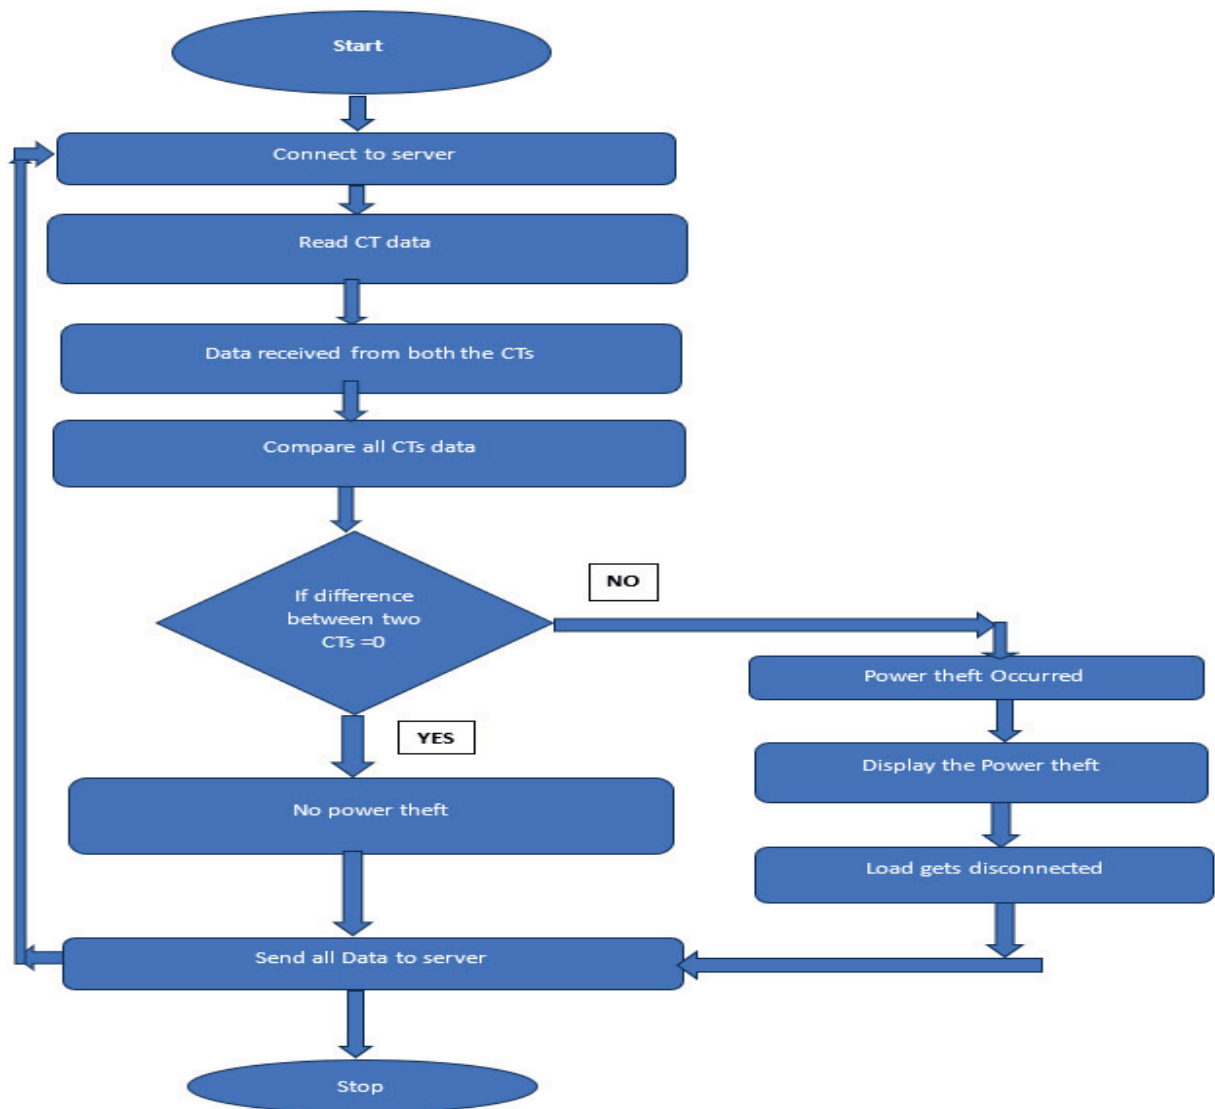 Start
Connect to server
Read CT data
Data received from both the CTs
Compare all CTs data
If difference
between two
CTs =0
NO
Power theft Occurred
Display the Power theft
Load gets disconnected
YES
No power theft
Send all Data to server
Stop